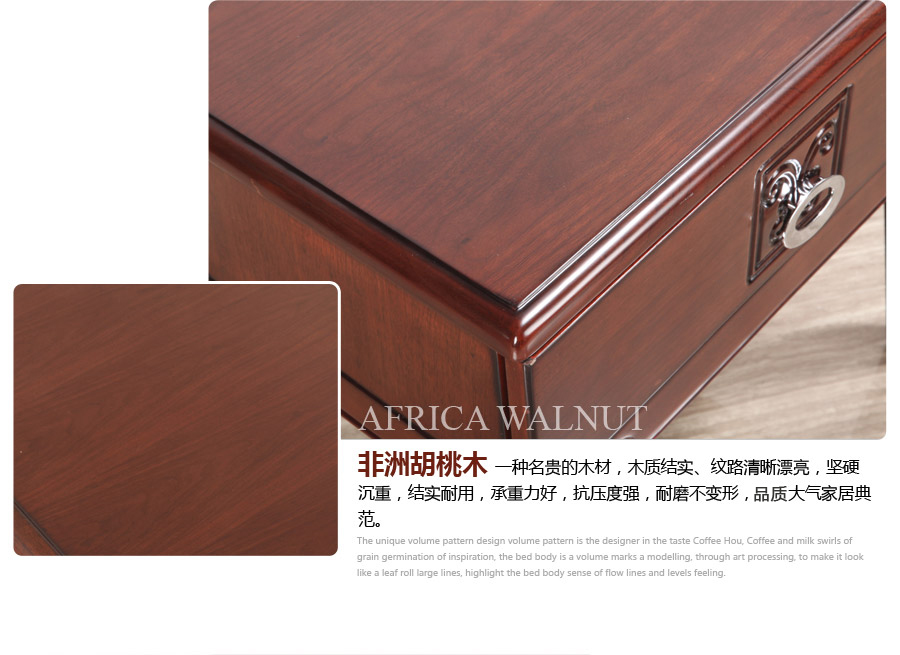 AFRICA WALNUT
非洲胡桃木 一种名贵的木材，木质结实、纹路清晰漂亮，坚硬
沉重，结实耐用，承重力好，抗压度强，耐磨不变形，品质大气家居典
范。
The unique volume pattern design volume pattern is the designer in the taste Coffee Hou, Coffee and milk swirls of
grain germination of inspiration, the bed body is a volume marks a modelling, through art processing, to make it look
like a leaf roll large lines, highlight the bed body sense of flow lines and levels feeling.